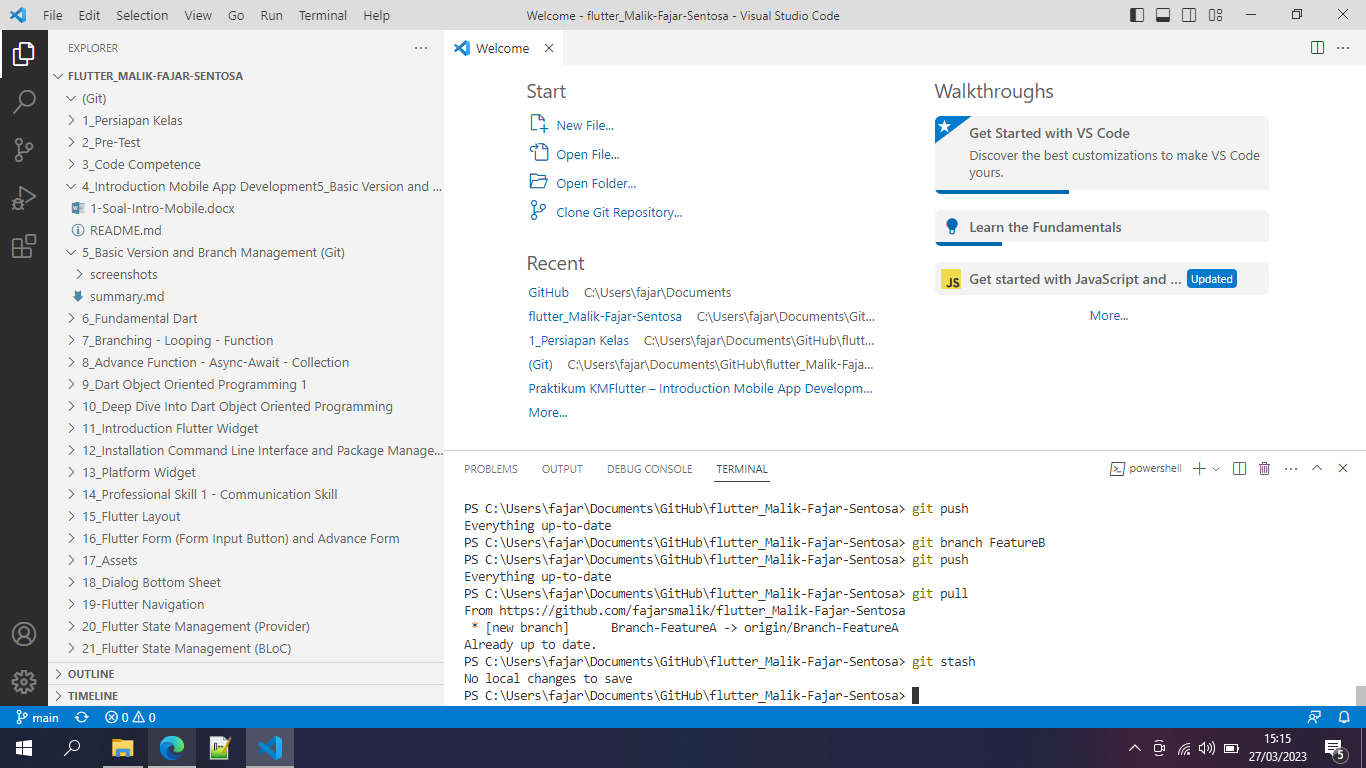 File Edit Selection View Go Run Terminal Help
Welcome - flutter_Malik-Fajar-Sentosa - Visual Studio Code
EXPLORER
FLUTTER_MALIK-FAJAR-SENTOSA
(Git)
1_Persiapan Kelas
2_Pre-Test
3_Code Competence
4_Introduction Mobile App Development5_Basic Version and ...
1-Soal-Intro-Mobile.docx
README.md
5_Basic Version and Branch Management (Git)
screenshots
summary.md
6_Fundamental Dart
7_Branching - Looping - Function
8_Advance Function - Async-Await - Collection
9_Dart Object Oriented Programming 1
10_Deep Dive Into Dart Object Oriented Programming
11_Introduction Flutter Widget
12_Installation Command Line Interface and Package Manage...
13_Platform Widget
14_Professional Skill 1 - Communication Skill
15_Flutter Layout
16_Flutter Form (Form Input Button) and Advance Form
17_Assets
18_Dialog Bottom Sheet
19-Flutter Navigation
20_Flutter State Management (Provider)
21_Flutter State Management (BLoC)
OUTLINE
TIMELINE
Welcome
Start
New File...
Open File...
Open Folder...
Clone Git Repository...
Recent
GitHub C:\Users\fajar\Documents
flutter_Malik-Fajar-Sentosa C:\Users\fajar\Documents\Git...
1_Persiapan Kelas C:\Users\fajar\Documents\GitHub\flutt...
(Git) C:\Users\fajar\Documents\GitHub\flutter_Malik-Faja...
Praktikum KMFlutter – Introduction Mobile App Developm...
More...
Walkthroughs
Get Started with VS Code
Discover the best customizations to make VS Code
yours.
Learn the Fundamentals
JS Get started with JavaScript and ... Updated
More...
PROBLEMS OUTPUT DEBUG CONSOLE TERMINAL
powershell
PS C:\Users\fajar\Documents\GitHub\flutter_Malik-Fajar-Sentosa> git push
Everything up-to-date
PS C:\Users\fajar\Documents\GitHub\flutter_Malik-Fajar-Sentosa> git branch FeatureB
PS C:\Users\fajar\Documents\GitHub\flutter_Malik-Fajar-Sentosa> git push
Everything up-to-date
PS C:\Users\fajar\Documents\GitHub\flutter_Malik-Fajar-Sentosa> git pull
From https://github.com/fajarsmalik/flutter_Malik-Fajar-Sentosa
* [new branch] Branch-FeatureA -> origin/Branch-FeatureA
Already up to date.
PS C:\Users\fajar\Documents\GitHub\flutter_Malik-Fajar-Sentosa> git stash
No local changes to save
PS C:\Users\fajar\Documents\GitHub\flutter_Malik-Fajar-Sentosa>
main 0 0
15:15
27/03/2023
5